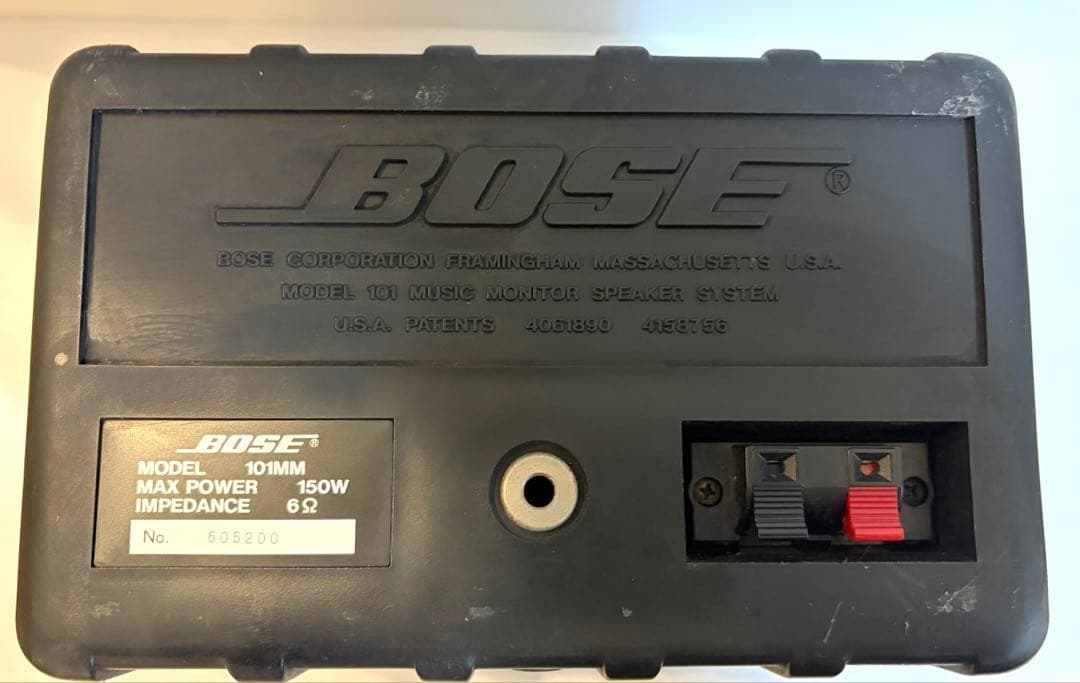 BOSE®
BOSE CORPORATION FRAMINGHAM MASSACHUSETTS U.S.A.
MODEL 101 MUSIC MONITOR SPEAKER SYSTEM
U.S.A. PATENTS 4061890 4158756
BOSE®
MODEL 101MM
MAX POWER 150W
IMPEDANCE 6Ω
No. 605200